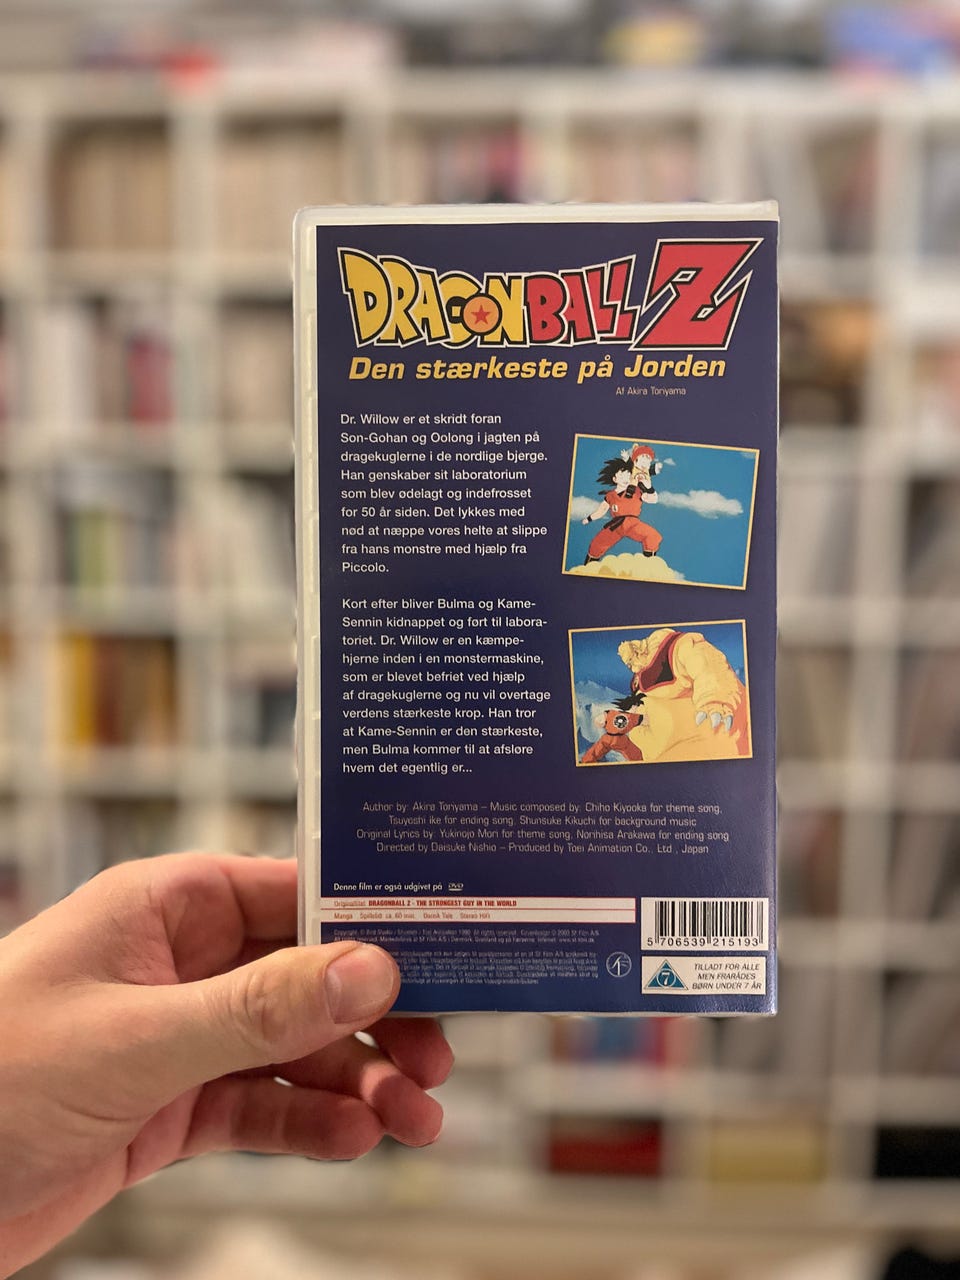 DRAGONBALL Z
Den stærkeste på Jorden
Af Akira Toriyama
Dr. Willow er et skridt foran
Son-Gohan og Oolong i jagten på
dragekuglerne i de nordlige bjerge.
Han genskaber sit laboratorium
som blev ødelagt og indefrosset
for 50 år siden. Det lykkes med
nød at næppe vores helte at slippe
fra hans monstre med hjælp fra
Piccolo.
Kort efter bliver Bulma og Kame-
Sennin kidnappet og ført til labora-
toriet. Dr. Willow er en kæmpe-
hjerne inden i en monstermaskine,
som er blevet befriet ved hjælp
af dragekuglerne og nu vil overtage
verdens stærkeste krop. Han tror
at Kame-Sennin er den stærkeste,
men Bulma kommer til at afsløre
hvem det egentlig er...
Author by: Akira Toriyama – Music composed by: Chiho Kiyooka for theme song,
Tsuyoshi ike for ending song, Shunsuke Kikuchi for background music
Original Lyrics by: Yukinojo Mori for theme song, Norihisa Arakawa for ending song
Directed by Daisuke Nishio – Produced by Toei Animation Co., Ltd., Japan
Denne film er også udgivet på DVD
Originaltitel: DRAGONBALL Z - THE STRONGEST GUY IN THE WORLD
Manga Spilletid: ca. 60 min. Dansk Tale Stereo HiFi
5 706539 215193
7
TILLADT FOR ALLE
MEN FRARÅDES
BØRN UNDER 7 ÅR